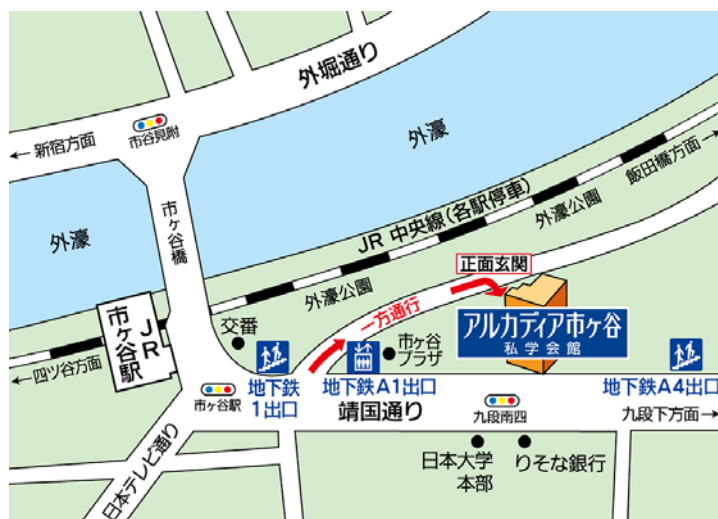 外堀通り
←新宿方面
市谷見附
外濠
飯田橋方面→
市ヶ谷橋
外濠
JR 中央線(各駅停車)
外濠公園
正面玄関
外濠公園
一方通行
アルカディア市ヶ谷
私学会館
JR
市ヶ谷駅
交番
市ヶ谷
プラザ
←四ツ谷方面
市ヶ谷駅
地下鉄
1出口
地下鉄A1出口
地下鉄A4出口
靖国通り
九段南四
九段下方面→
日本テレビ通り
日本大学
本部
りそな銀行